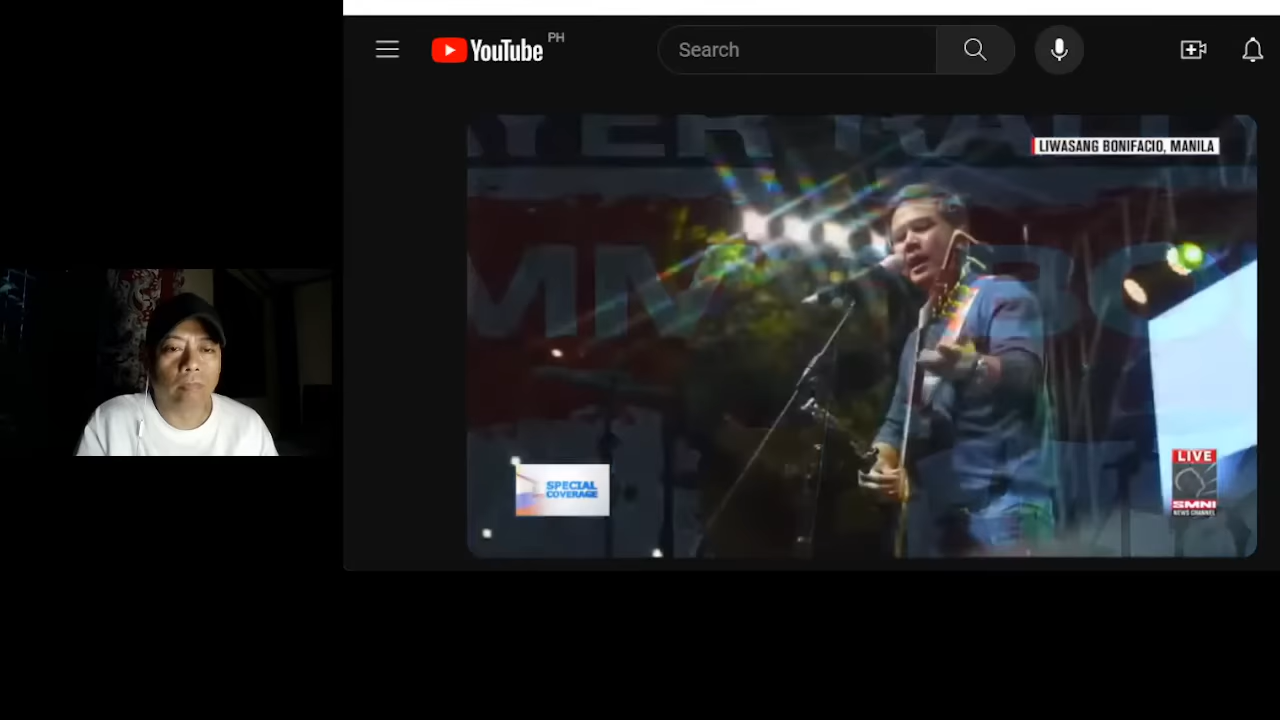 YouTube PH
Search
LIWASANG BONIFACIO, MANILA
SPECIAL
COVERAGE
LIVE
SMNI
NEWS CHANNEL